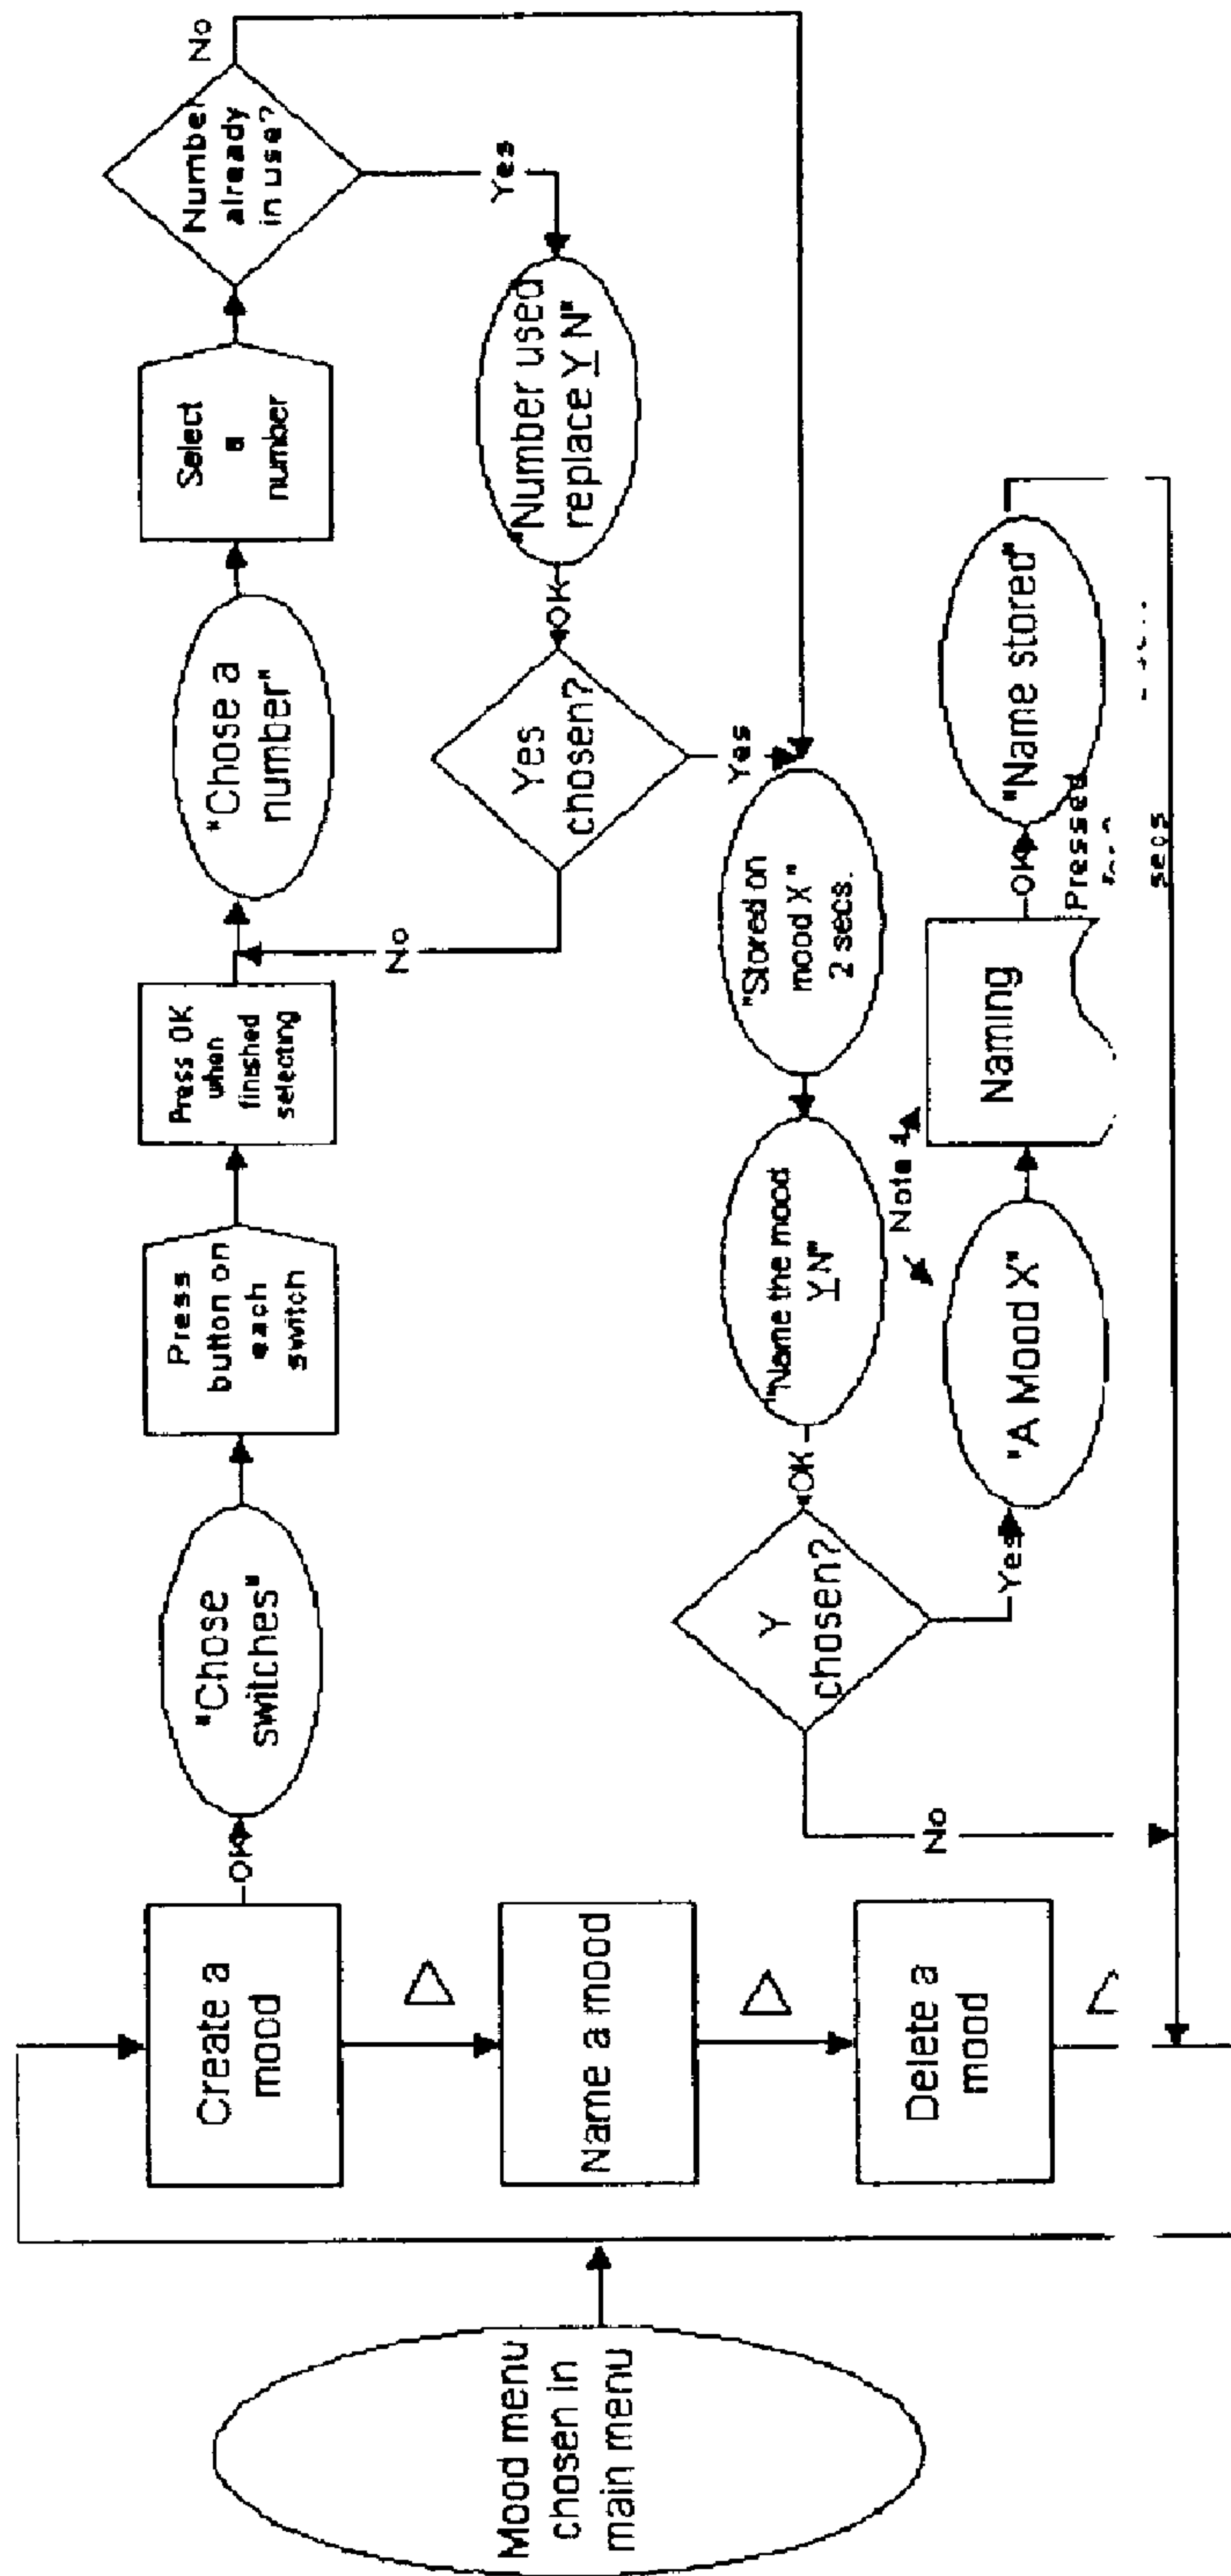 Mood menu
chosen in
main menu
Create a
mood
OK
"Chose
switches"
Press
button on
each
switch
Press OK
when
finished
selecting
"Chose a
number"
Select
a
number
Number
already
in use?
No
Yes
"Number used
replace Y N"
OK
Yes
chosen?
No
Yes
"Stored on
mood X"
2 secs.
"Name the mood
Y N"
OK
Y
chosen?
No
Yes
Note 1
"A Mood X"
Naming
OK
Pressed
secs
"Name stored"
Name a mood
Delete a
mood